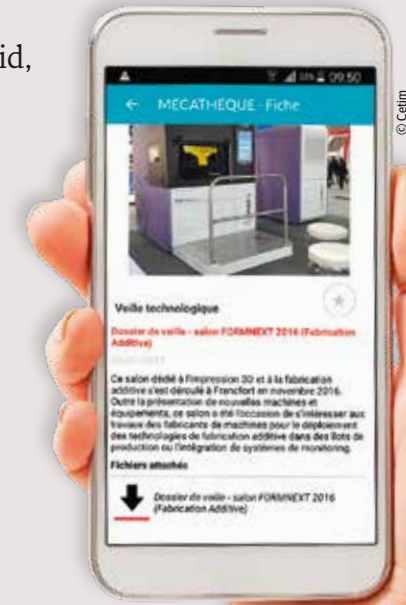 id,
09:50
© Cetim
MECATHEQUE - Fiche
Veille technologique
Dossier de veille - salon FORMNEXT 2016 (Fabrication
Additive)
Ce salon dédié à l'impression 3D et à la fabrication
additive s'est déroulé à Francfort en novembre 2016.
Outre la présentation de nouvelles machines et
équipements, ce salon a été l'occasion de s'intéresser aux
travaux des fabricants de machines pour le déploiement
des technologies de fabrication additive dans des îlots de
production ou l'intégration de systèmes de monitoring.
Fichiers attachés
Dossier de veille - salon FORMNEXT 2016
(Fabrication Additive)